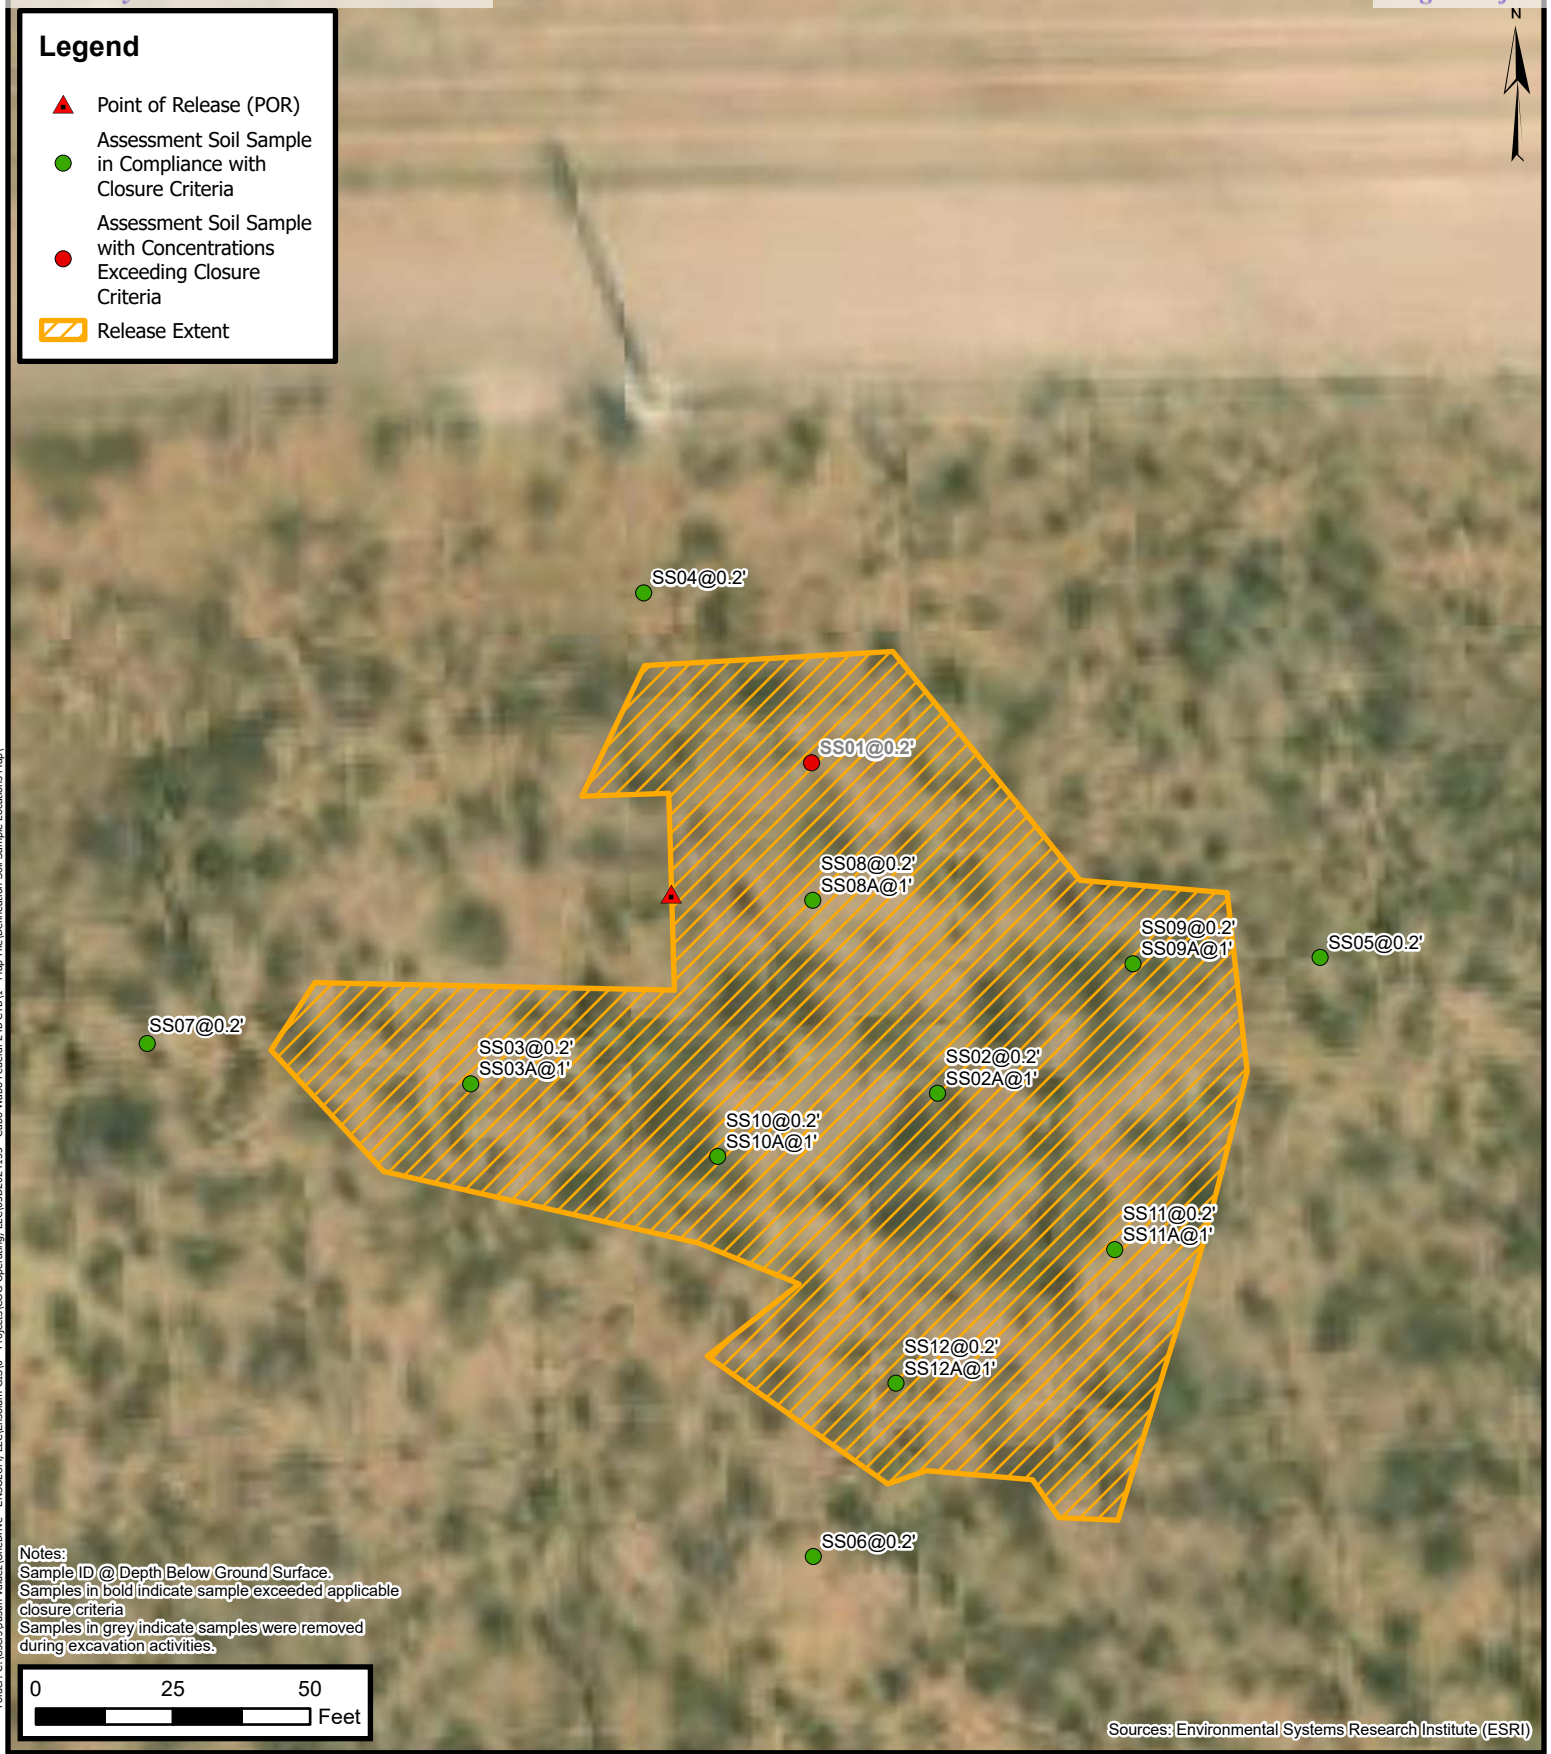 N
Legend
Point of Release (POR)
Assessment Soil Sample
in Compliance with
Closure Criteria
Assessment Soil Sample
with Concentrations
Exceeding Closure
Criteria
Release Extent
SS04@0.2'
SS01@0.2'
SS08@0.2'
SS08A@1'
SS09@0.2'
SS09A@1'
SS05@0.2'
SS07@0.2'
SS03@0.2'
SS03A@1'
SS02@0.2'
SS02A@1'
SS10@0.2'
SS10A@1'
SS11@0.2'
SS11A@1'
SS12@0.2'
SS12A@1'
SS06@0.2'
Notes:
Sample ID @ Depth Below Ground Surface.
Samples in bold indicate sample exceeded applicable
closure criteria
Samples in grey indicate samples were removed
during excavation activities.
0 25 50
Feet
Sources: Environmental Systems Research Institute (ESRI)